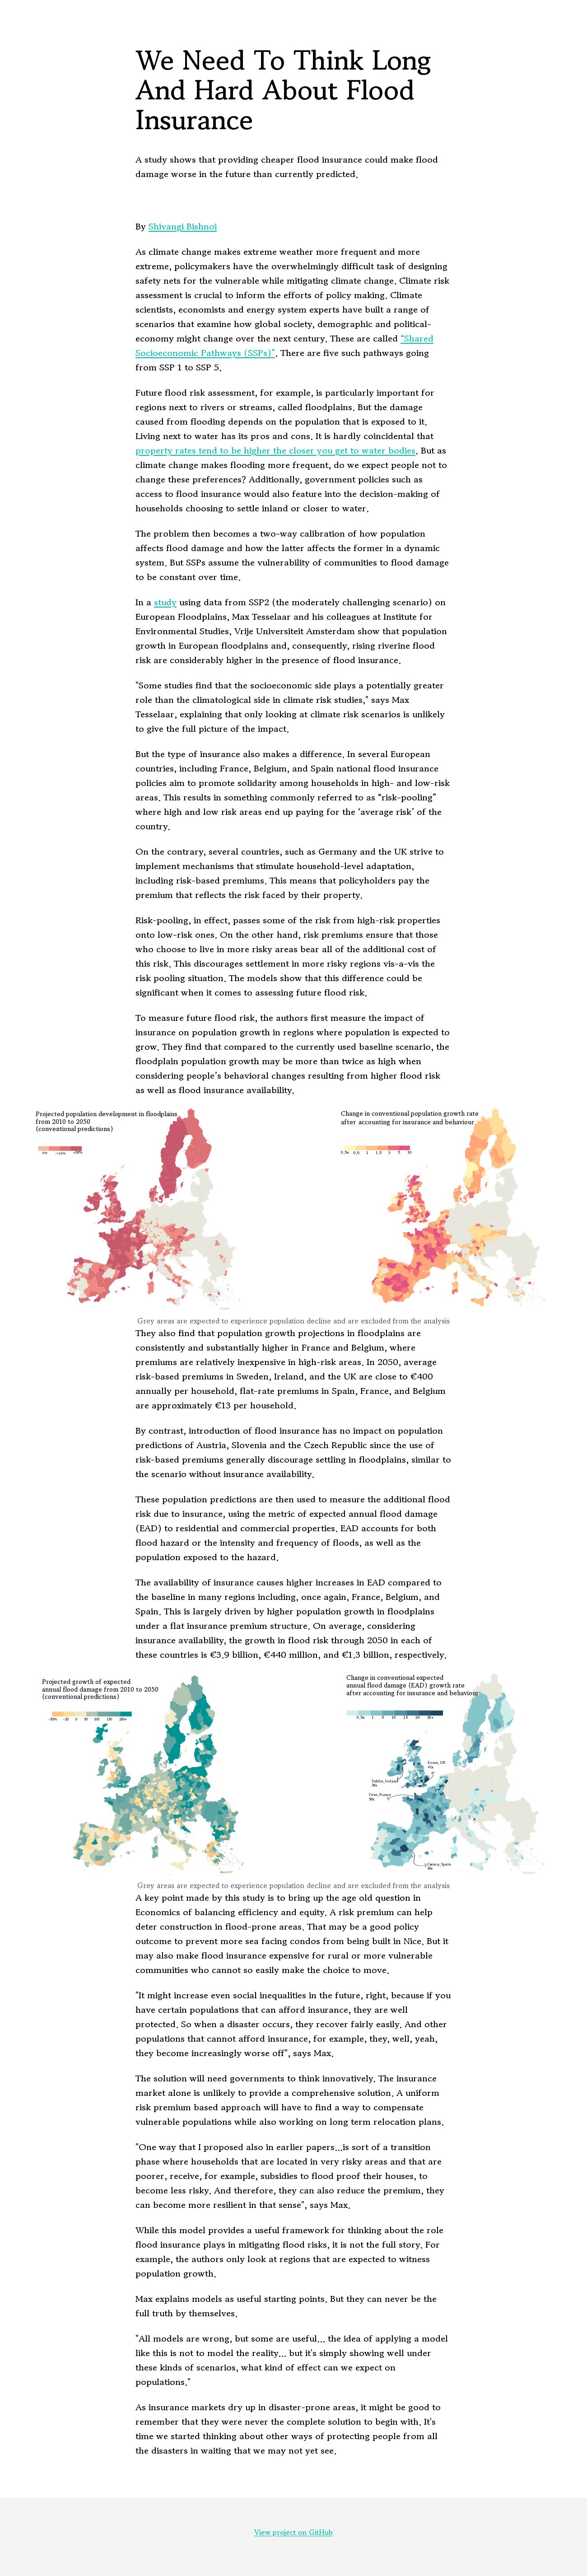 We Need To Think Long
And Hard About Flood
Insurance
A study shows that providing cheaper flood insurance could make flood
damage worse in the future than currently predicted.
By Shivangi Bishnoi
As climate change makes extreme weather more frequent and more
extreme, policymakers have the overwhelmingly difficult task of designing
safety nets for the vulnerable while mitigating climate change. Climate risk
assessment is crucial to inform the efforts of policy making. Climate
scientists, economists and energy system experts have built a range of
scenarios that examine how global society, demographic and political-
economy might change over the next century. These are called “Shared
Socioeconomic Pathways (SSPs)”. There are five such pathways going
from SSP 1 to SSP 5.
Future flood risk assessment, for example, is particularly important for
regions next to rivers or streams, called floodplains. But the damage
caused from flooding depends on the population that is exposed to it.
Living next to water has its pros and cons. It is hardly coincidental that
property rates tend to be higher the closer you get to water bodies. But as
climate change makes flooding more frequent, do we expect people not to
change these preferences? Additionally, government policies such as
access to flood insurance would also feature into the decision-making of
households choosing to settle inland or closer to water.
The problem then becomes a two-way calibration of how population
affects flood damage and how the latter affects the former in a dynamic
system. But SSPs assume the vulnerability of communities to flood damage
to be constant over time.
In a study using data from SSP2 (the moderately challenging scenario) on
European Floodplains, Max Tesselaar and his colleagues at Institute for
Environmental Studies, Vrije Universiteit Amsterdam show that population
growth in European floodplains and, consequently, rising riverine flood
risk are considerably higher in the presence of flood insurance.
"Some studies find that the socioeconomic side plays a potentially greater
role than the climatological side in climate risk studies," says Max
Tesselaar, explaining that only looking at climate risk scenarios is unlikely
to give the full picture of the impact.
But the type of insurance also makes a difference. In several European
countries, including France, Belgium, and Spain national flood insurance
policies aim to promote solidarity among households in high- and low-risk
areas. This results in something commonly referred to as “risk-pooling”
where high and low risk areas end up paying for the ‘average risk’ of the
country.
On the contrary, several countries, such as Germany and the UK strive to
implement mechanisms that stimulate household-level adaptation,
including risk-based premiums. This means that policyholders pay the
premium that reflects the risk faced by their property.
Risk-pooling, in effect, passes some of the risk from high-risk properties
onto low-risk ones. On the other hand, risk premiums ensure that those
who choose to live in more risky areas bear all of the additional cost of
this risk. This discourages settlement in more risky regions vis-a-vis the
risk pooling situation. The models show that this difference could be
significant when it comes to assessing future flood risk.
To measure future flood risk, the authors first measure the impact of
insurance on population growth in regions where population is expected to
grow. They find that compared to the currently used baseline scenario, the
floodplain population growth may be more than twice as high when
considering people’s behavioral changes resulting from higher flood risk
as well as flood insurance availability.
Projected population development in floodplains
from 2010 to 2050
(conventional predictions)
Change in conventional population growth rate
after accounting for insurance and behaviour
0.5x 0.6 1 1.5 3 5 10
Grey areas are expected to experience population decline and are excluded from the analysis
They also find that population growth projections in floodplains are
consistently and substantially higher in France and Belgium, where
premiums are relatively inexpensive in high-risk areas. In 2050, average
risk-based premiums in Sweden, Ireland, and the UK are close to €400
annually per household, flat-rate premiums in Spain, France, and Belgium
are approximately €13 per household.
By contrast, introduction of flood insurance has no impact on population
predictions of Austria, Slovenia and the Czech Republic since the use of
risk-based premiums generally discourage settling in floodplains, similar to
the scenario without insurance availability.
These population predictions are then used to measure the additional flood
risk due to insurance, using the metric of expected annual flood damage
(EAD) to residential and commercial properties. EAD accounts for both
flood hazard or the intensity and frequency of floods, as well as the
population exposed to the hazard.
The availability of insurance causes higher increases in EAD compared to
the baseline in many regions including, once again, France, Belgium, and
Spain. This is largely driven by higher population growth in floodplains
under a flat insurance premium structure. On average, considering
insurance availability, the growth in flood risk through 2050 in each of
these countries is €3.9 billion, €440 million, and €1.3 billion, respectively.
Projected growth of expected
annual flood damage from 2010 to 2050
(conventional predictions)
Change in conventional expected
annual flood damage (EAD) growth rate
after accounting for insurance and behaviour
Essex, UK
Dublin, Ireland
Oise, France
Cuenca, Spain
Grey areas are expected to experience population decline and are excluded from the analysis
A key point made by this study is to bring up the age old question in
Economics of balancing efficiency and equity. A risk premium can help
deter construction in flood-prone areas. That may be a good policy
outcome to prevent more sea facing condos from being built in Nice. But it
may also make flood insurance expensive for rural or more vulnerable
communities who cannot so easily make the choice to move.
"It might increase even social inequalities in the future, right, because if you
have certain populations that can afford insurance, they are well
protected. So when a disaster occurs, they recover fairly easily. And other
populations that cannot afford insurance, for example, they, well, yeah,
they become increasingly worse off", says Max.
The solution will need governments to think innovatively. The insurance
market alone is unlikely to provide a comprehensive solution. A uniform
risk premium based approach will have to find a way to compensate
vulnerable populations while also working on long term relocation plans.
"One way that I proposed also in earlier papers...is sort of a transition
phase where households that are located in very risky areas and that are
poorer, receive, for example, subsidies to flood proof their houses, to
become less risky. And therefore, they can also reduce the premium, they
can become more resilient in that sense", says Max.
While this model provides a useful framework for thinking about the role
flood insurance plays in mitigating flood risks, it is not the full story. For
example, the authors only look at regions that are expected to witness
population growth.
Max explains models as useful starting points. But they can never be the
full truth by themselves.
"All models are wrong, but some are useful... the idea of applying a model
like this is not to model the reality... but it's simply showing well under
these kinds of scenarios, what kind of effect can we expect on
populations."
As insurance markets dry up in disaster-prone areas, it might be good to
remember that they were never the complete solution to begin with. It’s
time we started thinking about other ways of protecting people from all
the disasters in waiting that we may not yet see.
View project on GitHub